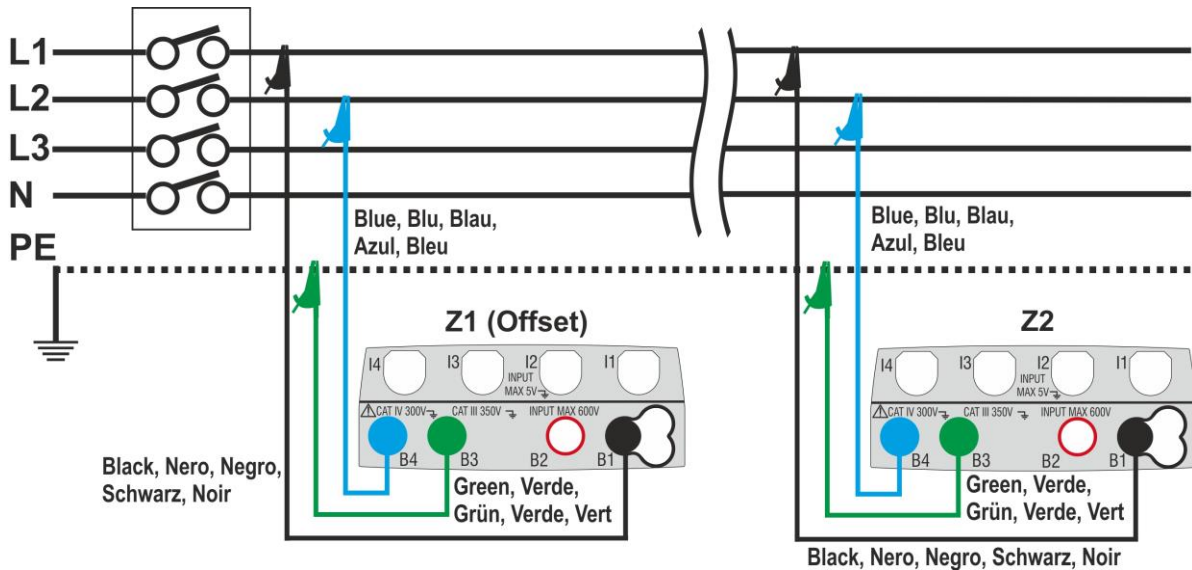 L1
L2
L3
N
PE
Blue, Blu, Blau,
Azul, Bleu
Blue, Blu, Blau,
Azul, Bleu
Z1 (Offset)
I4
I3
I2
I1
INPUT
MAX 5V
CAT IV 300V
CAT III 350V
INPUT MAX 600V
B4
B3
B2
B1
Black, Nero, Negro,
Schwarz, Noir
Green, Verde,
Grün, Verde, Vert
Z2
I4
I3
I2
I1
INPUT
MAX 5V
CAT IV 300V
CAT III 350V
INPUT MAX 600V
B4
B3
B2
B1
Green, Verde,
Grün, Verde, Vert
Black, Nero, Negro, Schwarz, Noir